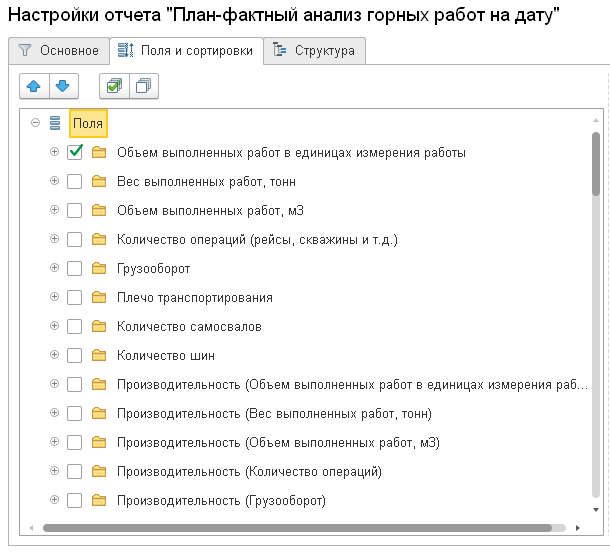 Настройки отчета "План-фактный анализ горных работ на дату"
Основное
Поля и сортировки
Структура
Поля
Объем выполненных работ в единицах измерения работы
Вес выполненных работ, тонн
Объем выполненных работ, м3
Количество операций (рейсы, скважины и т.д.)
Грузооборот
Плечо транспортирования
Количество самосвалов
Количество шин
Производительность (Объем выполненных работ в единицах измерения раб...
Производительность (Вес выполненных работ, тонн)
Производительность (Объем выполненных работ, м3)
Производительность (Количество операций)
Производительность (Грузооборот)